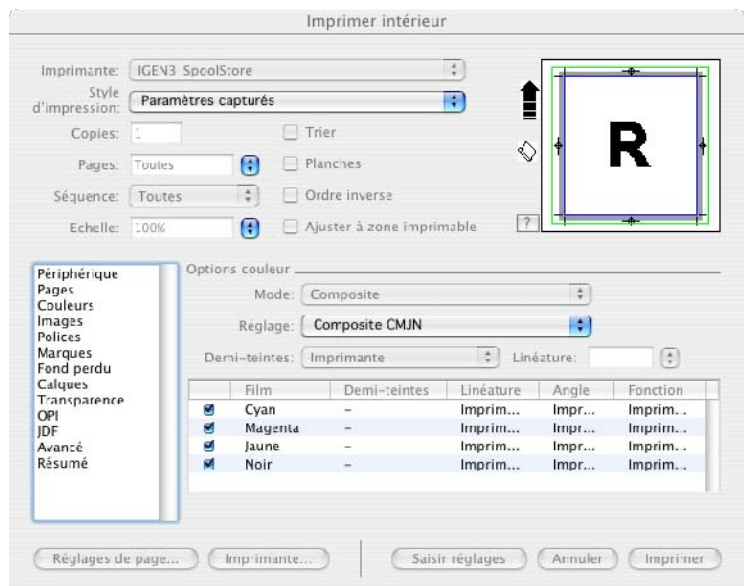 Imprimer intérieur
Imprimante: IGEN3 SpoolStore
Style d'impression: Paramètres capturés
Copies: 1
Trier
Pages: Toutes
Planches
Séquence: Toutes
Ordre inverse
Echelle: 100%
Ajuster à zone imprimable
R
?
Périphérique
Pages
Couleurs
Images
Polices
Marques
Fond perdu
Calques
Transparence
OPI
JDF
Avancé
Résumé
Options couleur
Mode: Composite
Réglage: Composite CMJN
Demi-teintes: Imprimante Linéature:
Film Demi-teintes Linéature Angle Fonction
Cyan – Imprim... Impr... Imprim...
Magenta – Imprim... Impr... Imprim...
Jaune – Imprim... Impr... Imprim...
Noir – Imprim... Impr... Imprim...
Réglages de page... Imprimante... Saisir réglages Annuler Imprimer